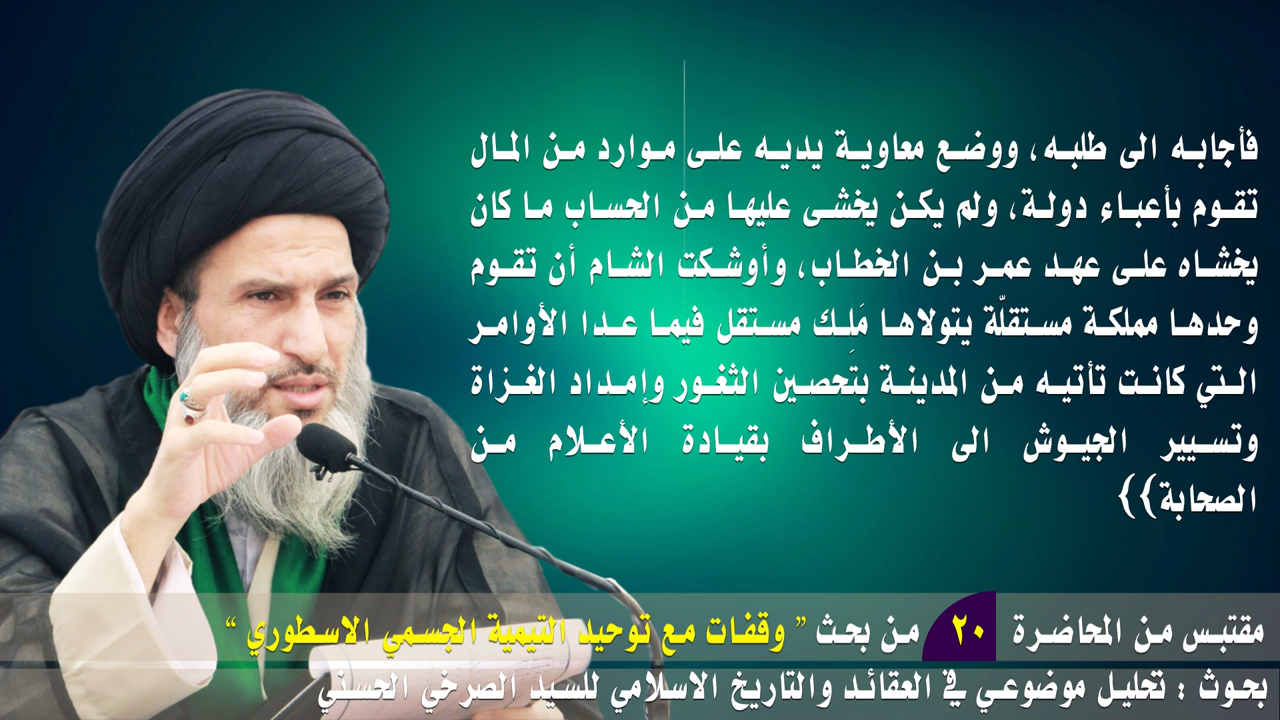 فأجابه الى طلبه، ووضع معاوية يديه على موارد من المال
تقوم بأعباء دولة، ولم يكن يخشى عليها من الحساب ما كان
يخشاه على عهد عمر بن الخطاب، وأوشكت الشام أن تقوم
وحدها مملكة مستقلّة يتولاها مَلِك مستقل فيما عدا الأوامر
التي كانت تأتيه من المدينة بتَحصين الثغور وإمداد الغزاة
وتسيير الجيوش الى الأطراف بقيادة الأعلام من
الصحابة}}
مقتبس من المحاضرة ٢٠ من بحث " وقفات مع توحيد التيمية الجسمي الاسطوري "
بحوث : تحليل موضوعي في العقائد والتاريخ الاسلامي للسيد الصرخي الحسني